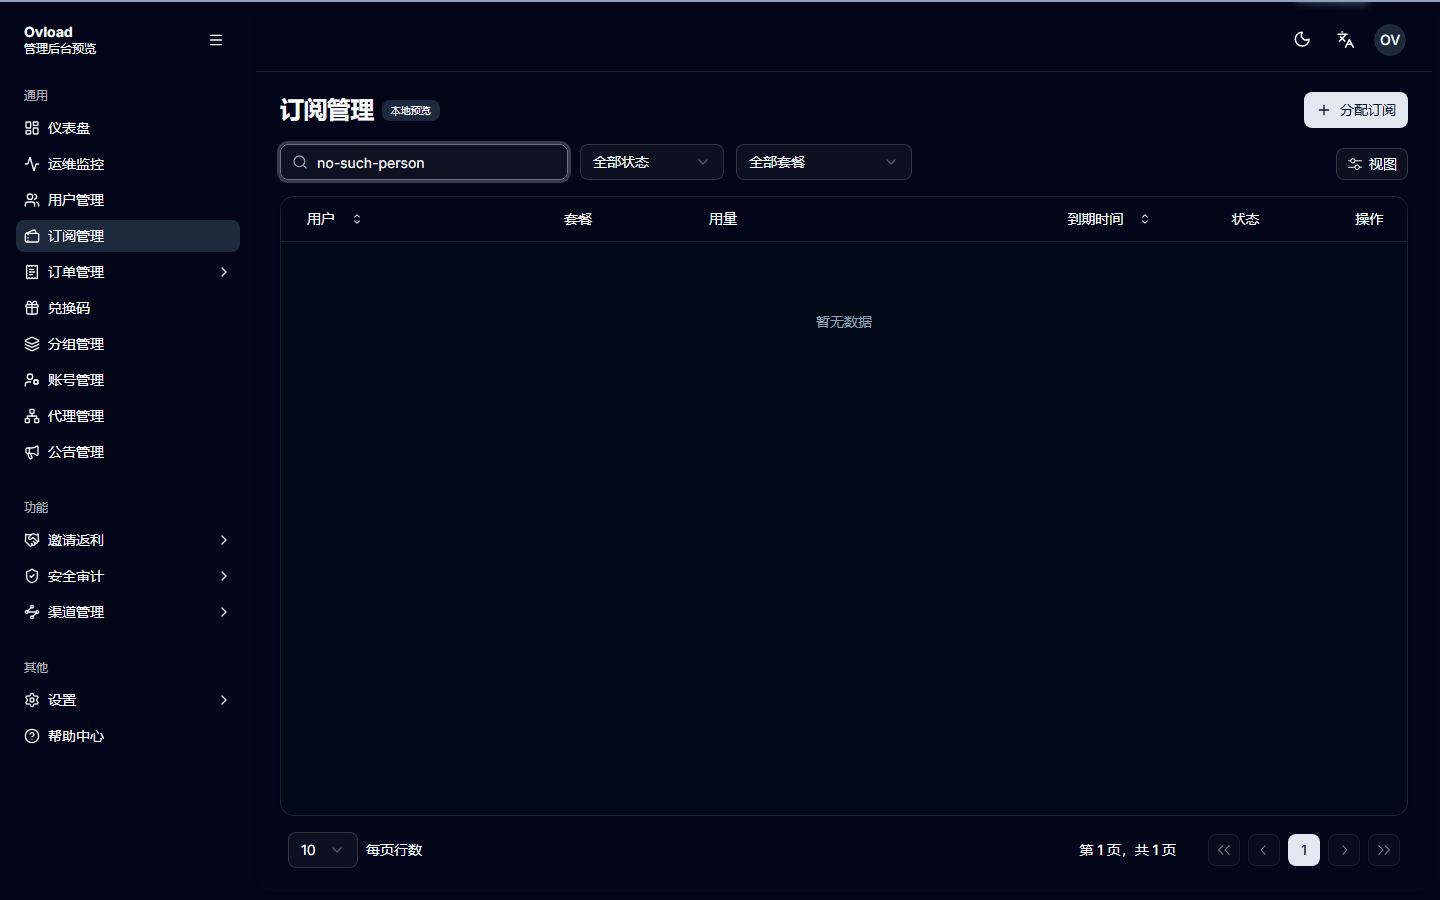 Ovload
管理后台预览
OV
通用
仪表盘
运维监控
用户管理
订阅管理
订单管理
兑换码
分组管理
账号管理
代理管理
公告管理
功能
邀请返利
安全审计
渠道管理
其他
设置
帮助中心
订阅管理
本地预览
分配订阅
no-such-person
全部状态
全部套餐
视图
用户
套餐
用量
到期时间
状态
操作
暂无数据
10
每页行数
第 1 页，共 1 页
1